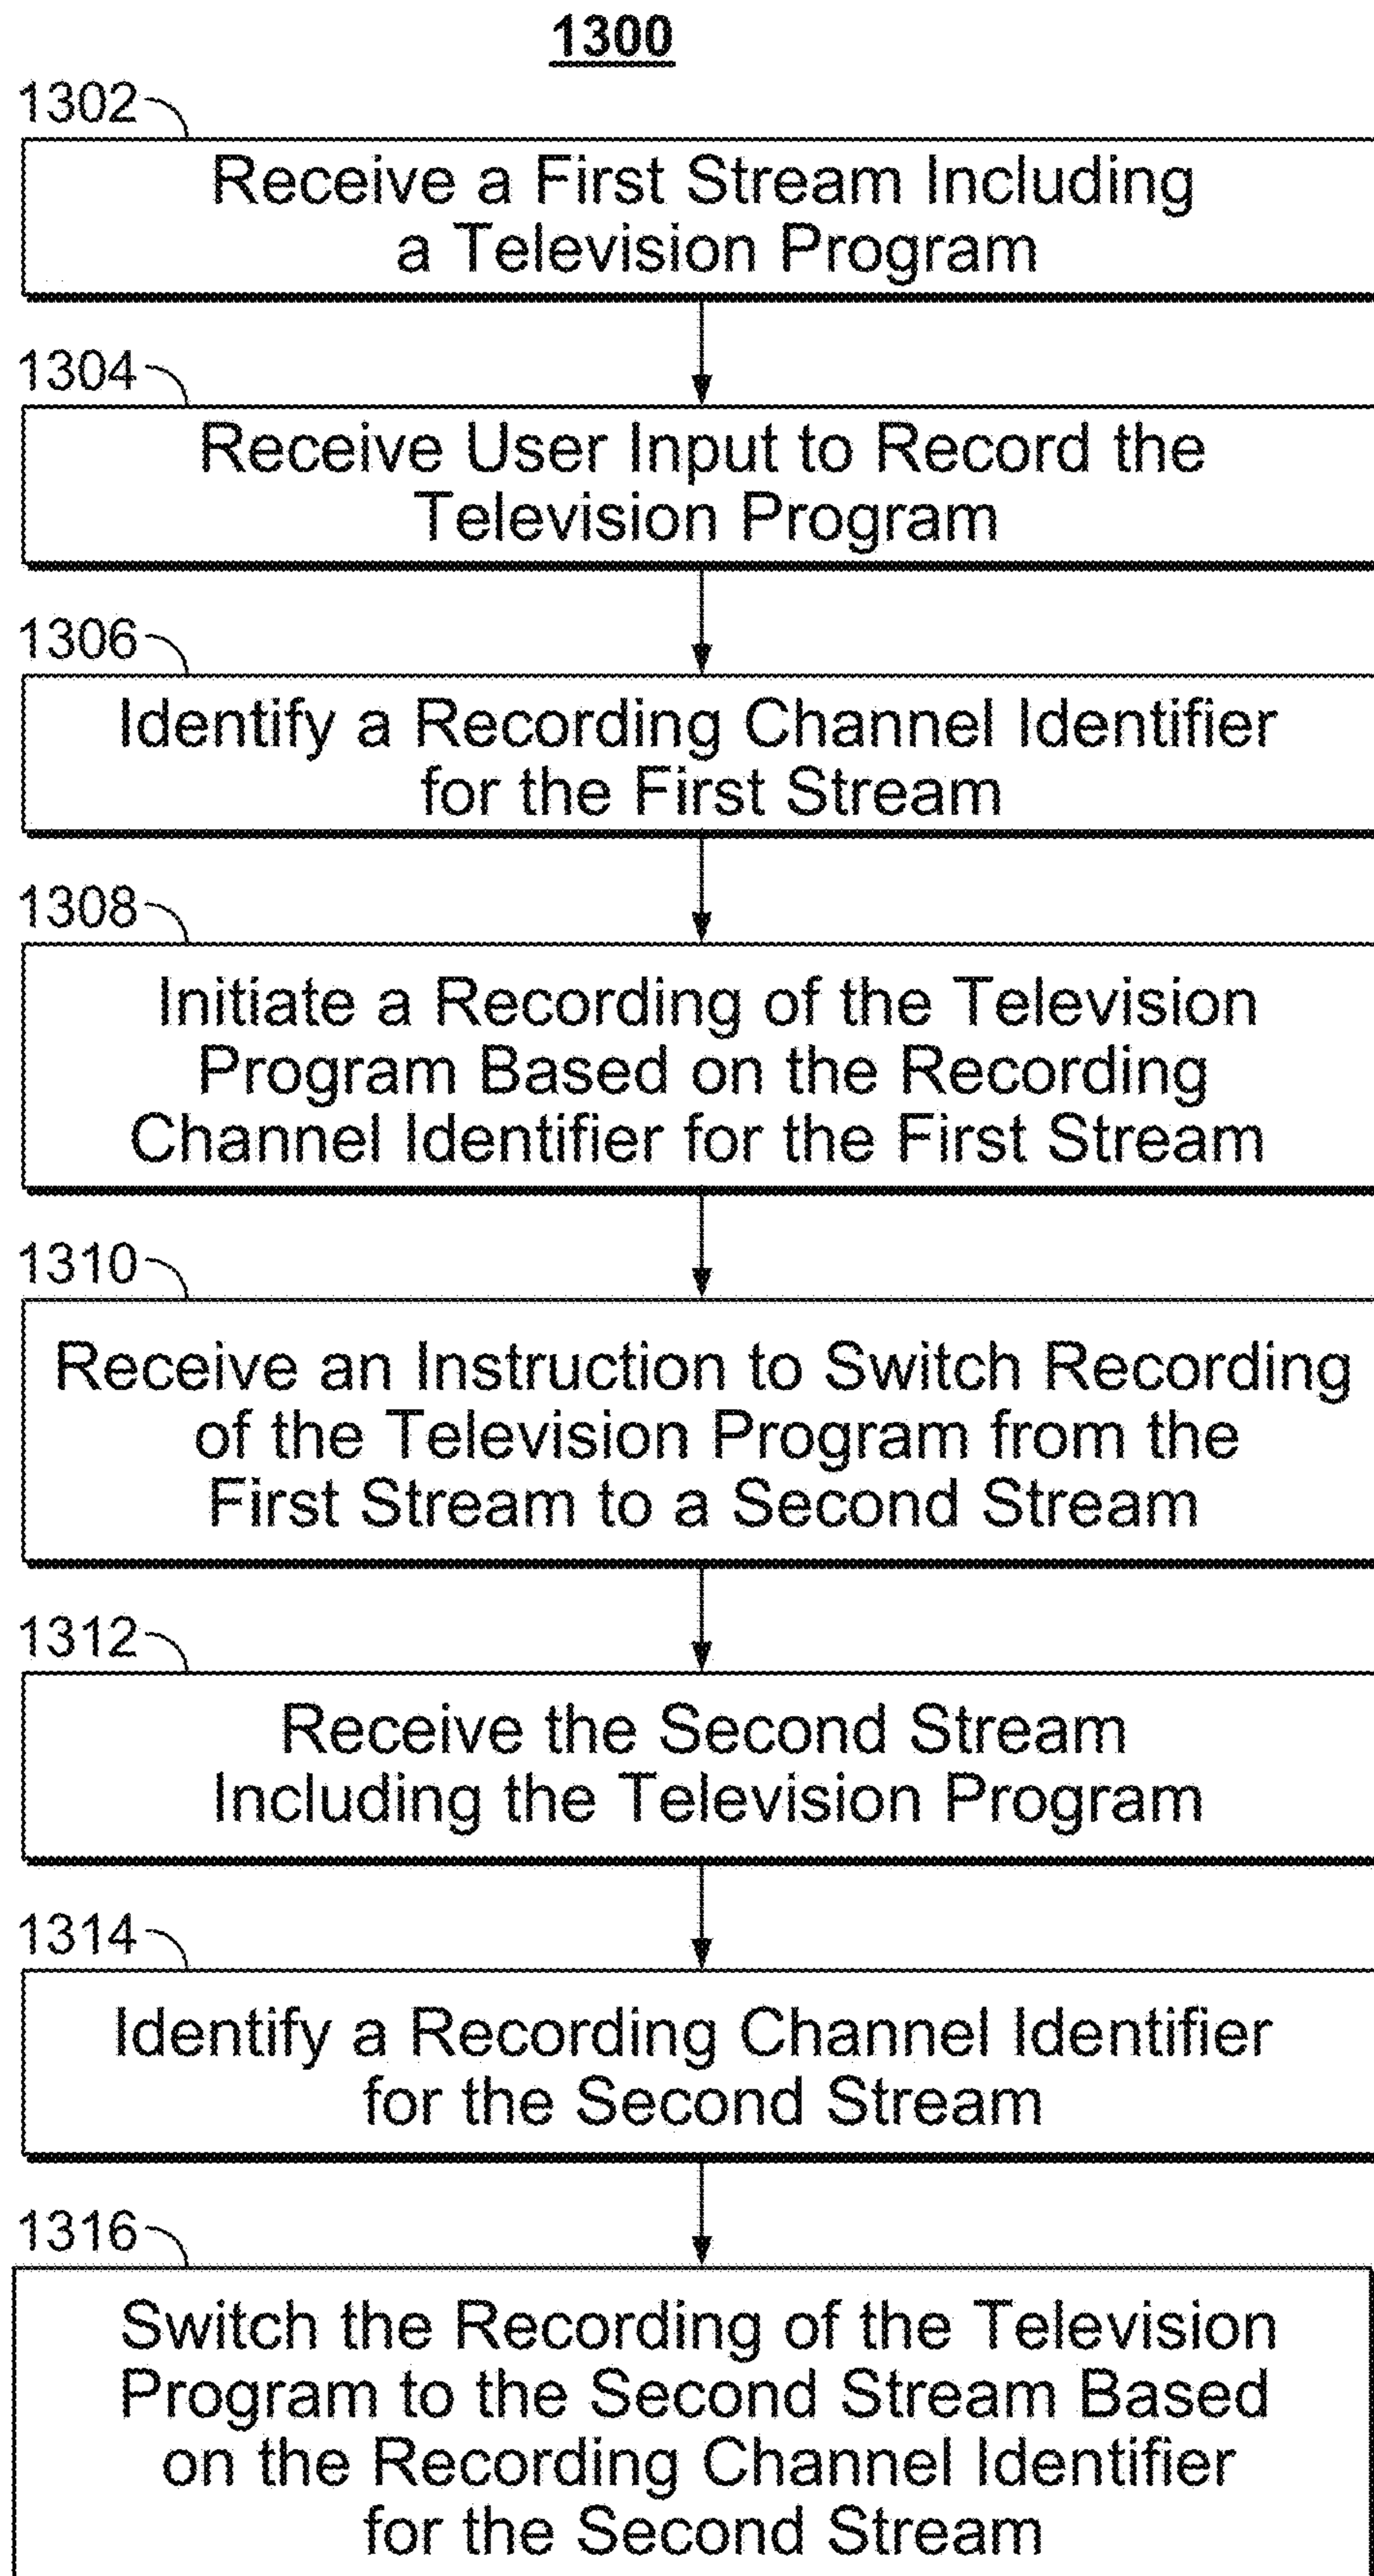 1300
1302
Receive a First Stream Including
a Television Program
1304
Receive User Input to Record the
Television Program
1306
Identify a Recording Channel Identifier
for the First Stream
1308
Initiate a Recording of the Television
Program Based on the Recording
Channel Identifier for the First Stream
1310
Receive an Instruction to Switch Recording
of the Television Program from the
First Stream to a Second Stream
1312
Receive the Second Stream
Including the Television Program
1314
Identify a Recording Channel Identifier
for the Second Stream
1316
Switch the Recording of the Television
Program to the Second Stream Based
on the Recording Channel Identifier
for the Second Stream